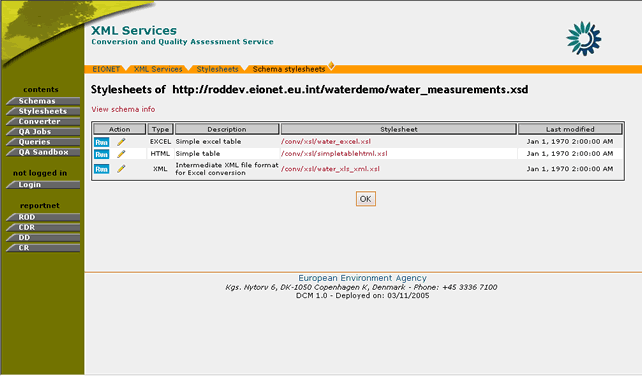 XML Services
Conversion and Quality Assessment Service
EIONET XML Services Stylesheets Schema stylesheets
contents
Schemas
Stylesheets
Converter
QA Jobs
Queries
QA Sandbox
not logged in
Login
reportnet
ROD
CDR
DD
CR
Stylesheets of http://roddev.eionet.eu.int/waterdemo/water_measurements.xsd
View schema info
Action Type Description Stylesheet Last modified
Run EXCEL Simple excel table /conv/xsl/water_excel.xsl Jan 1, 1970 2:00:00 AM
Run HTML Simple table /conv/xsl/simpletablehtml.xsl Jan 1, 1970 2:00:00 AM
Run XML Intermediate XML file format for Excel conversion /conv/xsl/water_xls_xml.xsl Jan 1, 1970 2:00:00 AM
OK
European Environment Agency
Kgs. Nytorv 6, DK-1050 Copenhagen K, Denmark - Phone: +45 3336 7100
DCM 1.0 - Deployed on: 03/11/2005